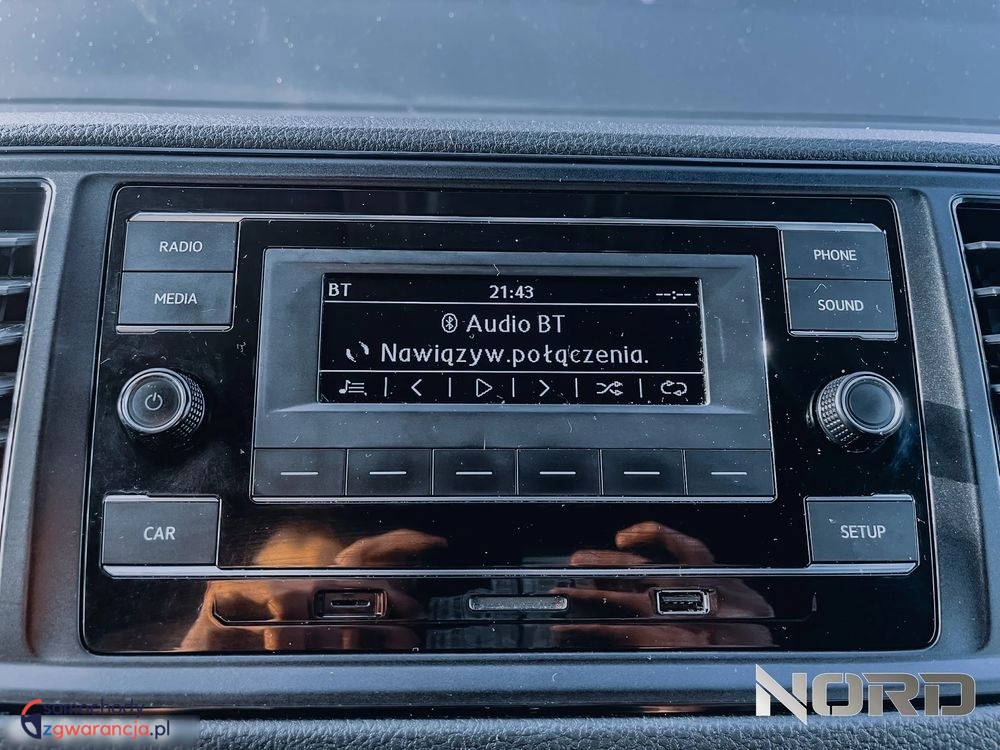 RADIO
MEDIA
PHONE
SOUND
BT 21:43 --:--
Audio BT
Nawiązyw.połączenia.
CAR
SETUP
NORD
samochody
zgwarancja.pl